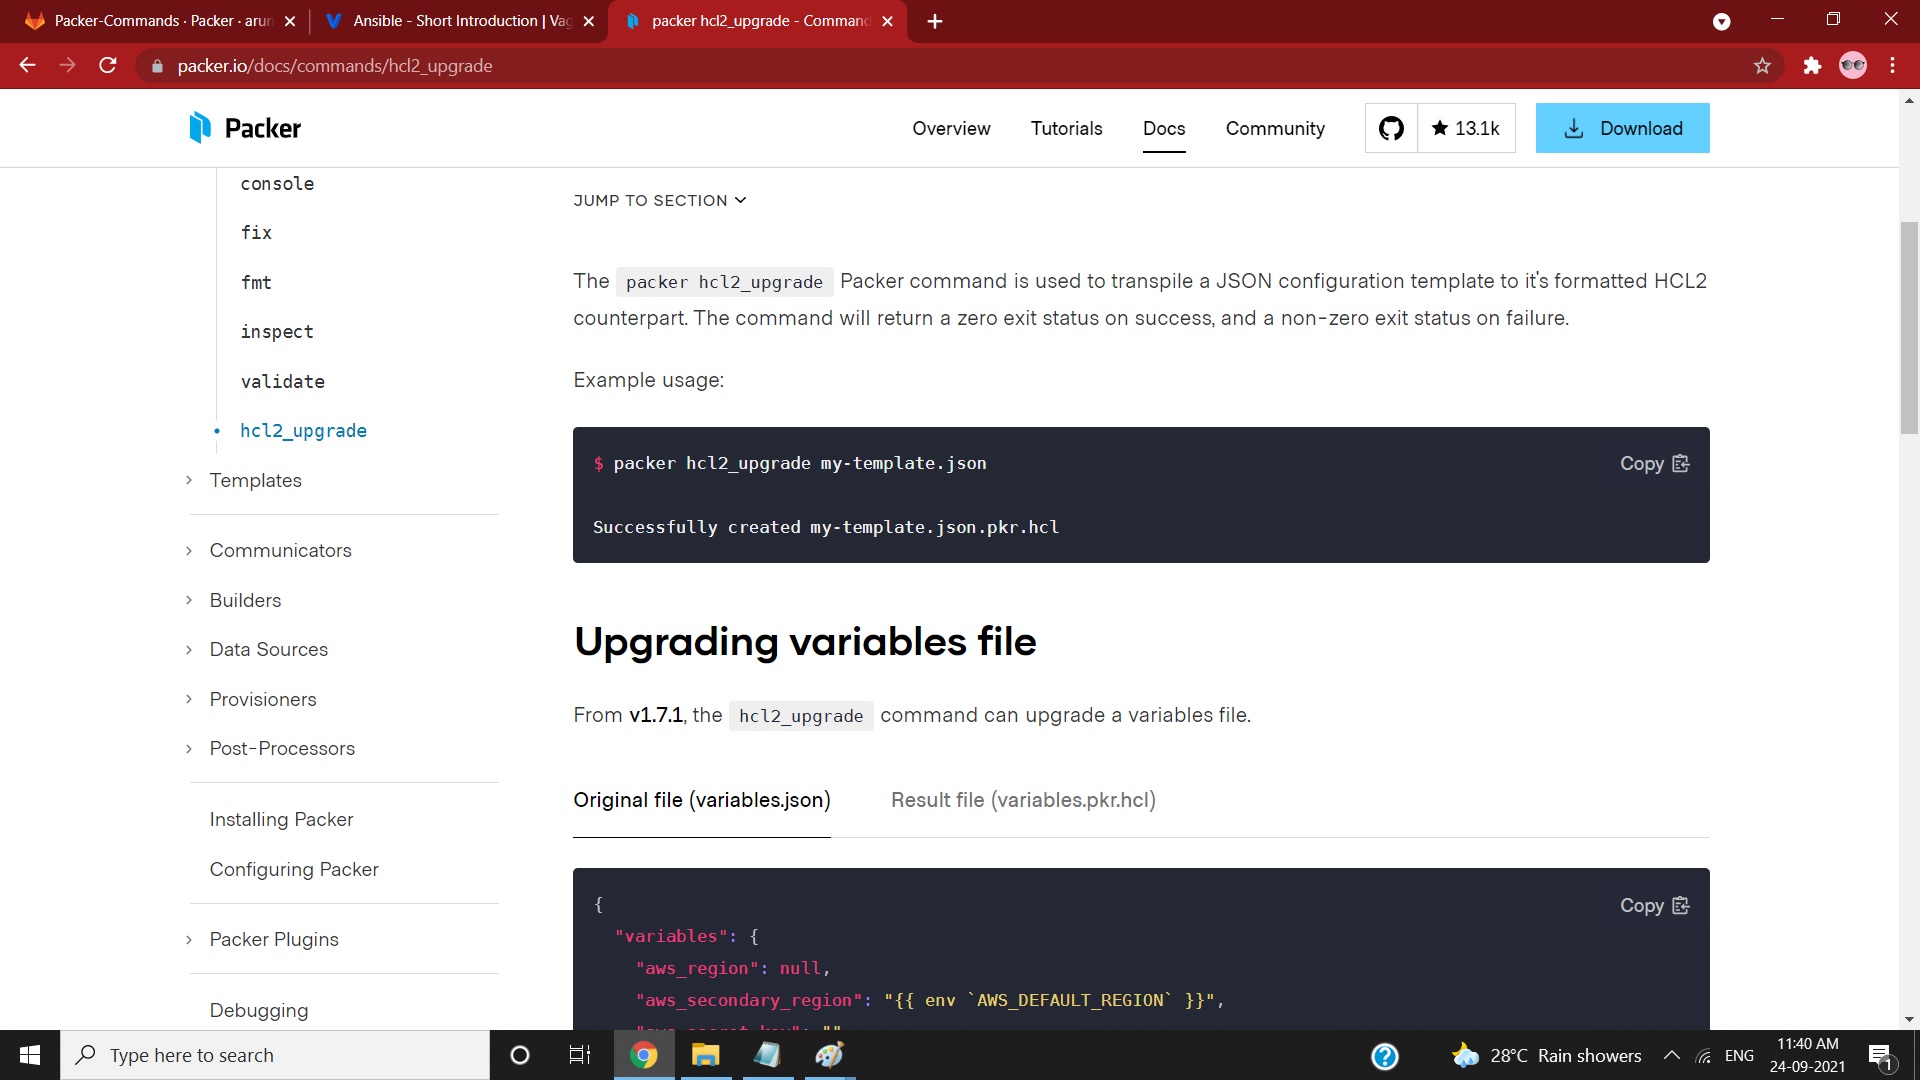 Packer-Commands · Packer · arun
Ansible - Short Introduction | Vag
packer hcl2_upgrade - Command
packer.io/docs/commands/hcl2_upgrade
Packer
Overview
Tutorials
Docs
Community
13.1k
Download
console
fix
fmt
inspect
validate
hcl2_upgrade
Templates
Communicators
Builders
Data Sources
Provisioners
Post-Processors
Installing Packer
Configuring Packer
Packer Plugins
Debugging
JUMP TO SECTION
The packer hcl2_upgrade Packer command is used to transpile a JSON configuration template to it's formatted HCL2
counterpart. The command will return a zero exit status on success, and a non-zero exit status on failure.
Example usage:
$ packer hcl2_upgrade my-template.json
Copy
Successfully created my-template.json.pkr.hcl
Upgrading variables file
From v1.7.1, the hcl2_upgrade command can upgrade a variables file.
Original file (variables.json)
Result file (variables.pkr.hcl)
{
Copy
"variables": {
"aws_region": null,
"aws_secondary_region": "{{ env `AWS_DEFAULT_REGION` }}",
Type here to search
28°C Rain showers
ENG
11:40 AM
24-09-2021
1